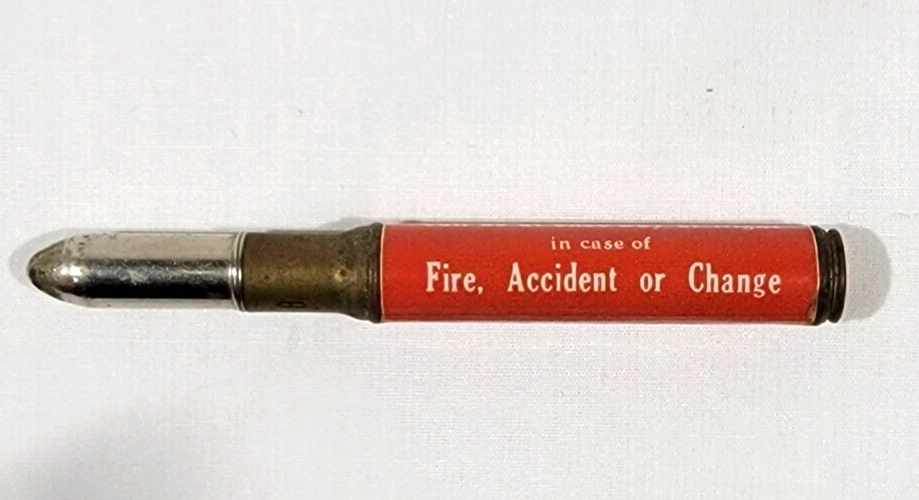 in case of
Fire, Accident or Change